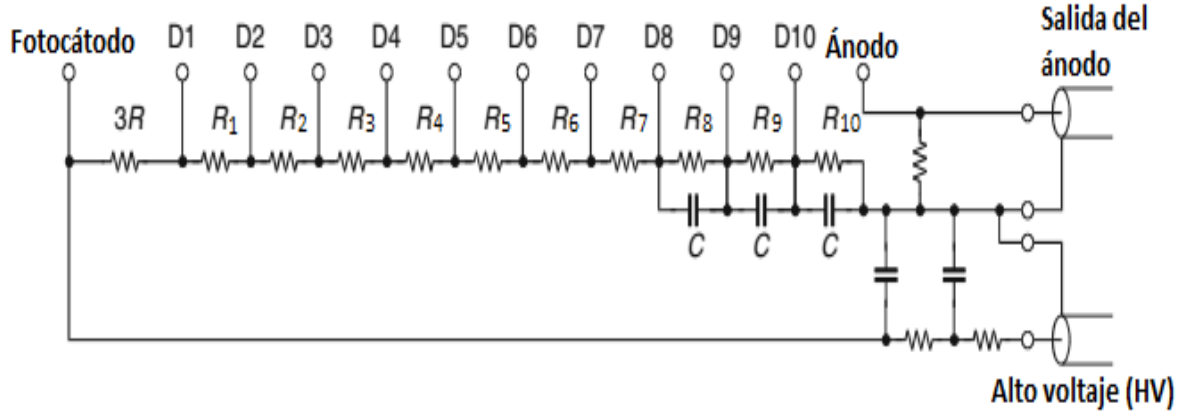 Fotocátodo D1 D2 D3 D4 D5 D6 D7 D8 D9 D10 Ánodo
Salida del
ánodo
3R R₁ R₂ R₃ R₄ R₅ R₆ R₇ R₈ R₉ R₁₀
C C C
Alto voltaje (HV)